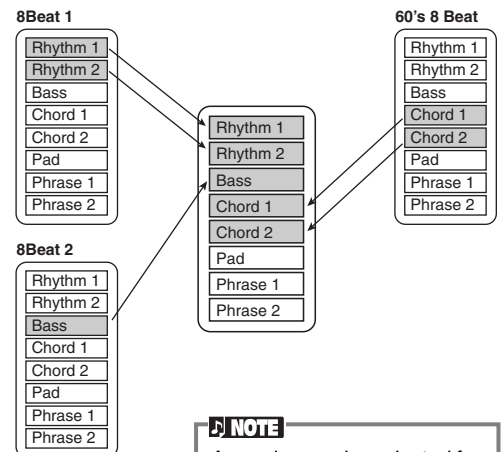 8Beat 1
Rhythm 1
Rhythm 2
Bass
Chord 1
Chord 2
Pad
Phrase 1
Phrase 2
8Beat 2
Rhythm 1
Rhythm 2
Bass
Chord 1
Chord 2
Pad
Phrase 1
Phrase 2
Rhythm 1
Rhythm 2
Bass
Chord 1
Chord 2
Pad
Phrase 1
Phrase 2
60's 8 Beat
Rhythm 1
Rhythm 2
Bass
Chord 1
Chord 2
Pad
Phrase 1
Phrase 2
NOTE